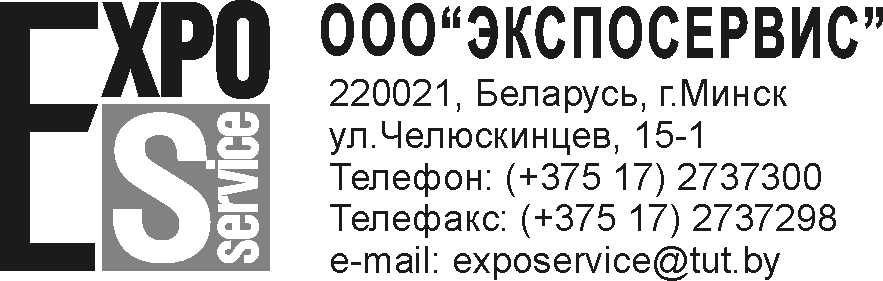 EXPO
Service
ООО“ЭКСПОСЕРВИС”
220021, Беларусь, г.Минск
ул.Челюскинцев, 15-1
Телефон: (+375 17) 2737300
Телефакс: (+375 17) 2737298
e-mail: exposervice@tut.by